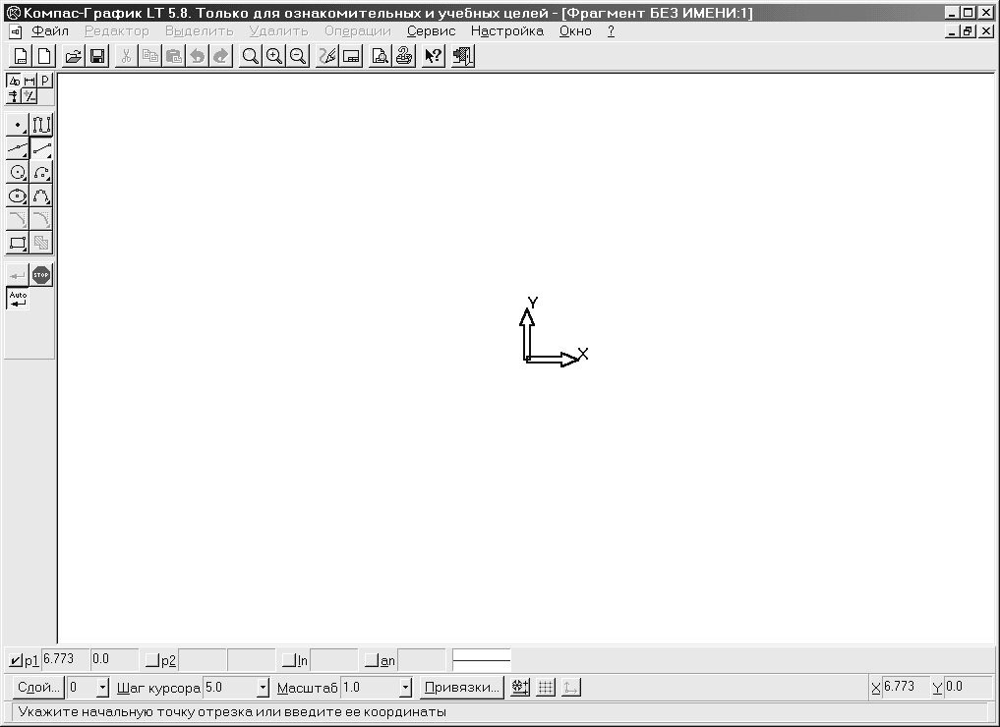 Компас-График LT 5.8. Только для ознакомительных и учебных целей - [Фрагмент БЕЗ ИМЕНИ:1]
Файл Редактор Выделить Удалить Операции Сервис Настройка Окно ?
P
STOP
Auto
Y
X
p1 6.773 0.0 p2 ln an
Слой... 0 Шаг курсора 5.0 Масштаб 1.0 Привязки... X 6.773 Y 0.0
Укажите начальную точку отрезка или введите ее координаты